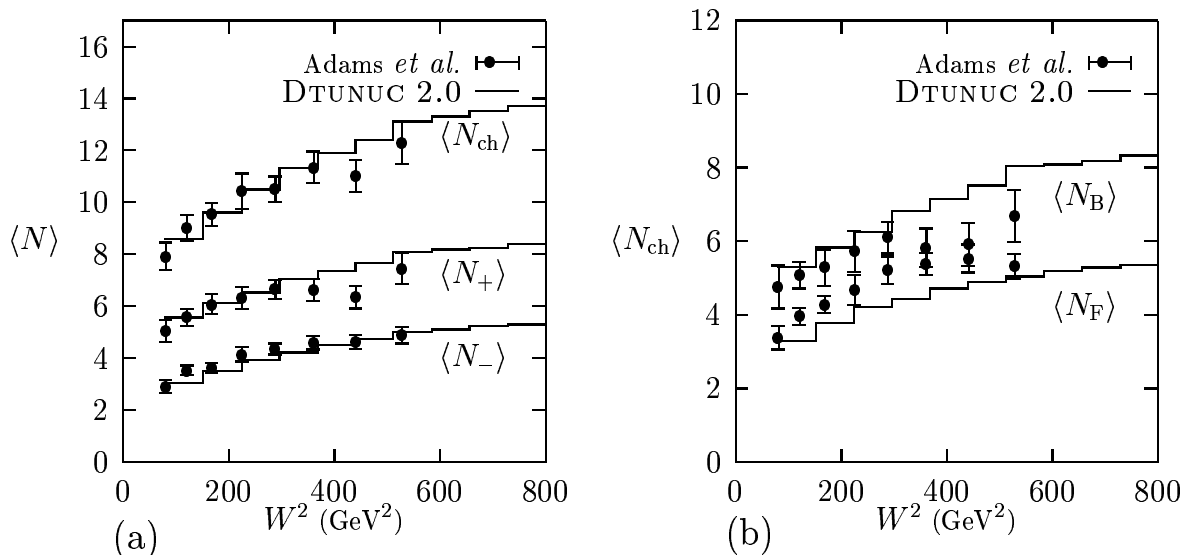 16
14
12
10
8
6
4
2
0
⟨N⟩
Adams et al.
DTUNUC 2.0
⟨N_ch⟩
⟨N_+⟩
⟨N_−⟩
0 200 400 600 800
W² (GeV²)
(a)
12
10
8
6
4
2
0
⟨N_ch⟩
Adams et al.
DTUNUC 2.0
⟨N_B⟩
⟨N_F⟩
0 200 400 600 800
W² (GeV²)
(b)